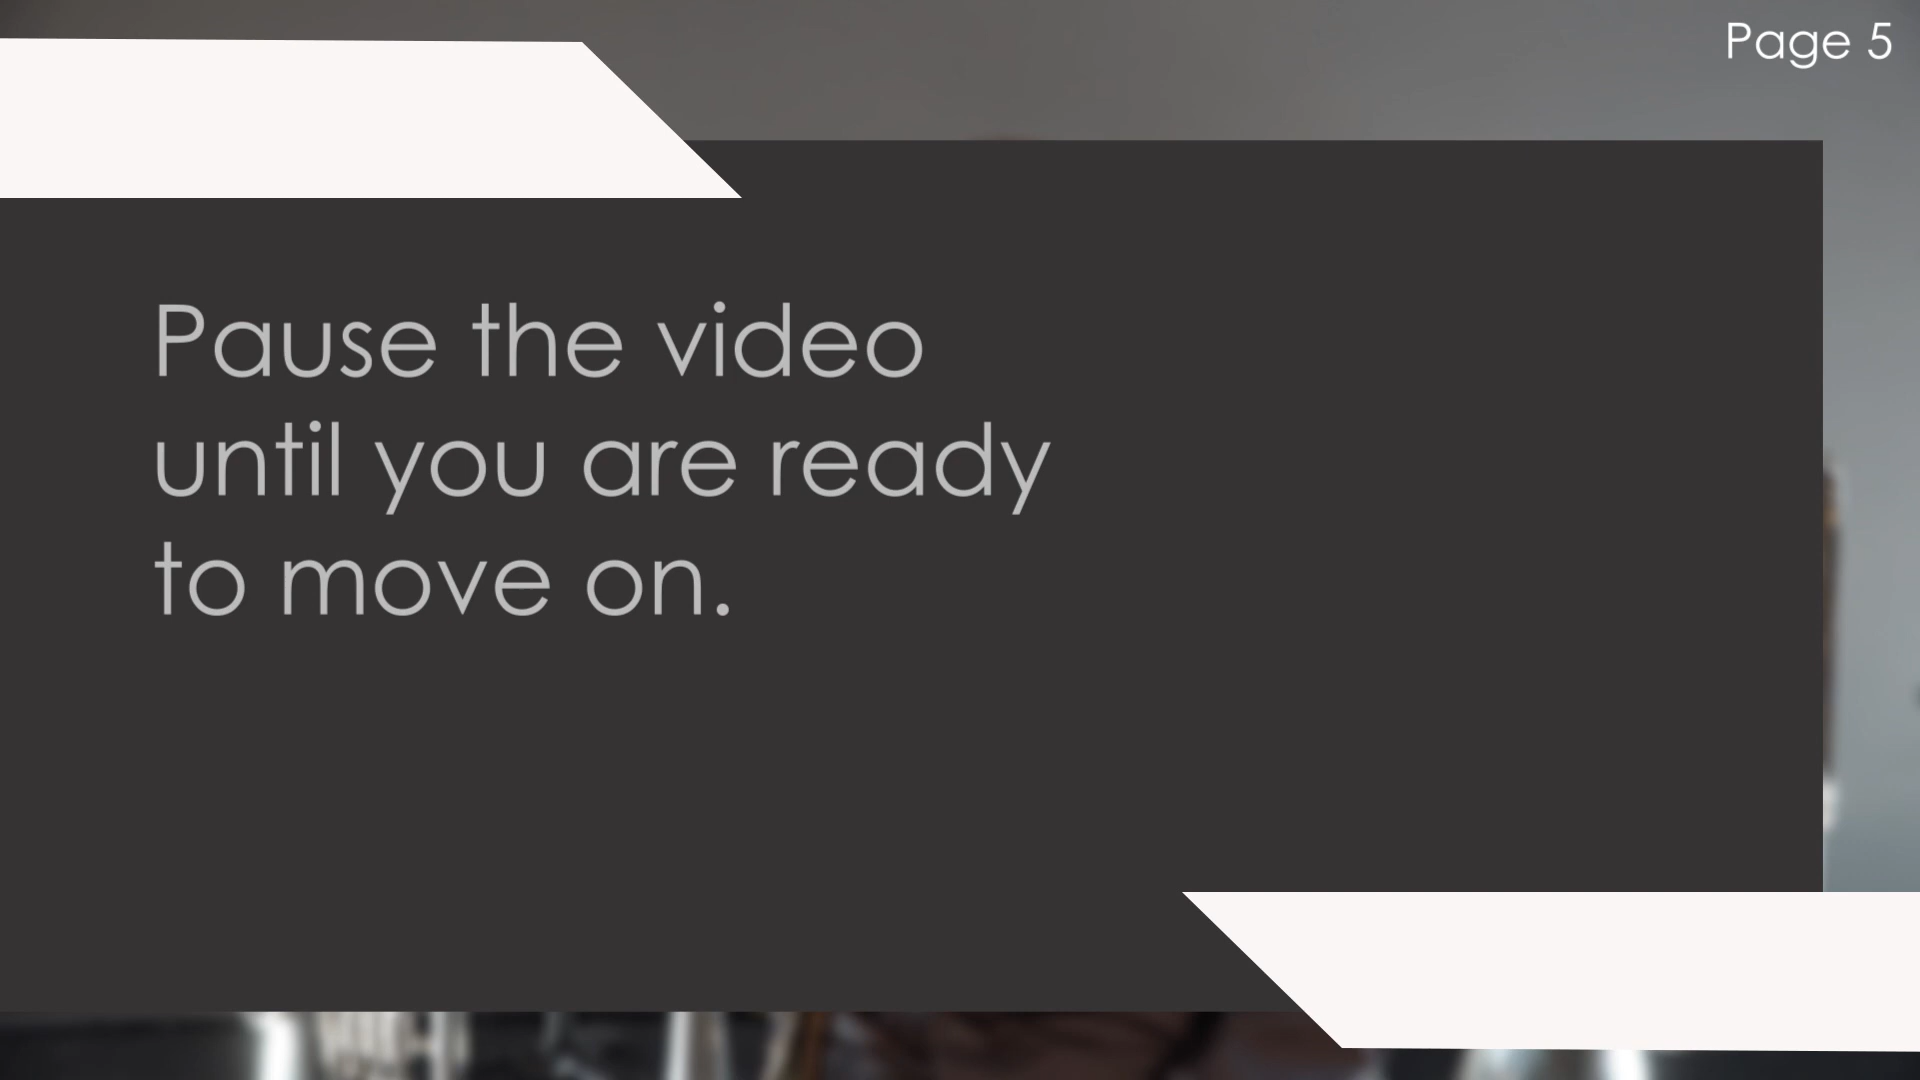 Page 5
Pause the video
until you are ready
to move on.